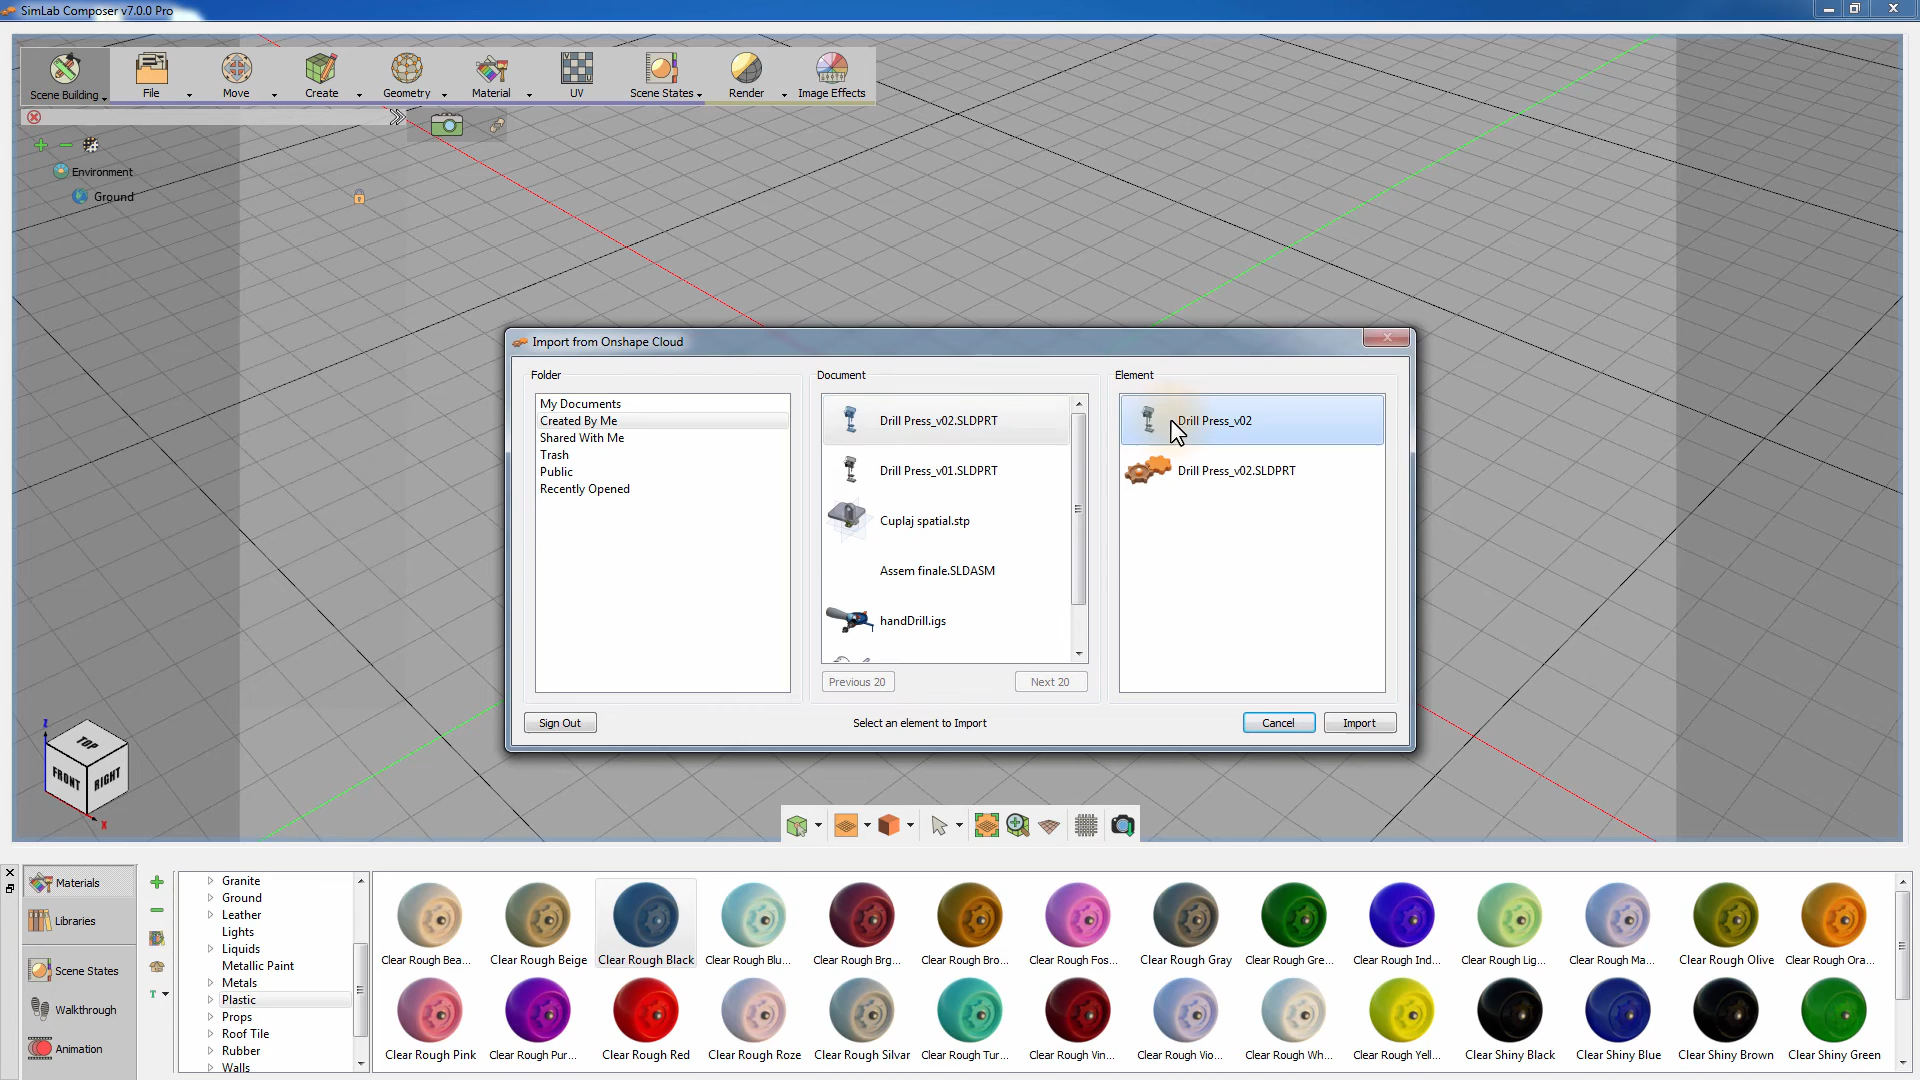 SimLab Composer v7.0.0 Pro
Scene Building
File
Move
Create
Geometry
Material
UV
Scene States
Render
Image Effects
Environment
Ground
Import from Onshape Cloud
Folder
Document
Element
My Documents
Created By Me
Shared With Me
Trash
Public
Recently Opened
Drill Press_v02.SLDPRT
Drill Press_v01.SLDPRT
Cuplaj spatial.stp
Assem finale.SLDASM
handDrill.igs
Previous 20
Next 20
Drill Press_v02
Drill Press_v02.SLDPRT
Sign Out
Select an element to Import
Cancel
Import
Z
TOP
FRONT
RIGHT
X
Materials
Libraries
Scene States
Walkthrough
Animation
T
Granite
Ground
Leather
Lights
Liquids
Metallic Paint
Metals
Plastic
Props
Roof Tile
Rubber
Walls
Clear Rough Bea...
Clear Rough Beige
Clear Rough Black
Clear Rough Blu...
Clear Rough Brg...
Clear Rough Bro...
Clear Rough Fos...
Clear Rough Gray
Clear Rough Gre...
Clear Rough Ind...
Clear Rough Lig...
Clear Rough Ma...
Clear Rough Olive
Clear Rough Ora...
Clear Rough Pink
Clear Rough Pur...
Clear Rough Red
Clear Rough Roze
Clear Rough Silvar
Clear Rough Tur...
Clear Rough Vin...
Clear Rough Vio...
Clear Rough Wh...
Clear Rough Yell...
Clear Shiny Black
Clear Shiny Blue
Clear Shiny Brown
Clear Shiny Green